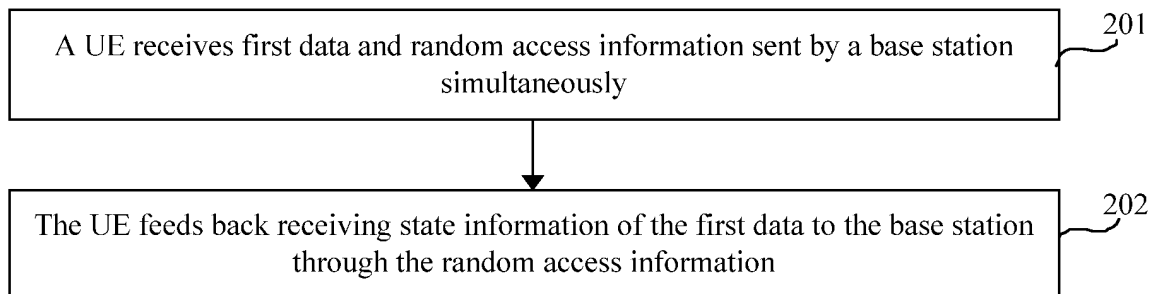 A UE receives first data and random access information sent by a base station
simultaneously
201
The UE feeds back receiving state information of the first data to the base station
through the random access information
202